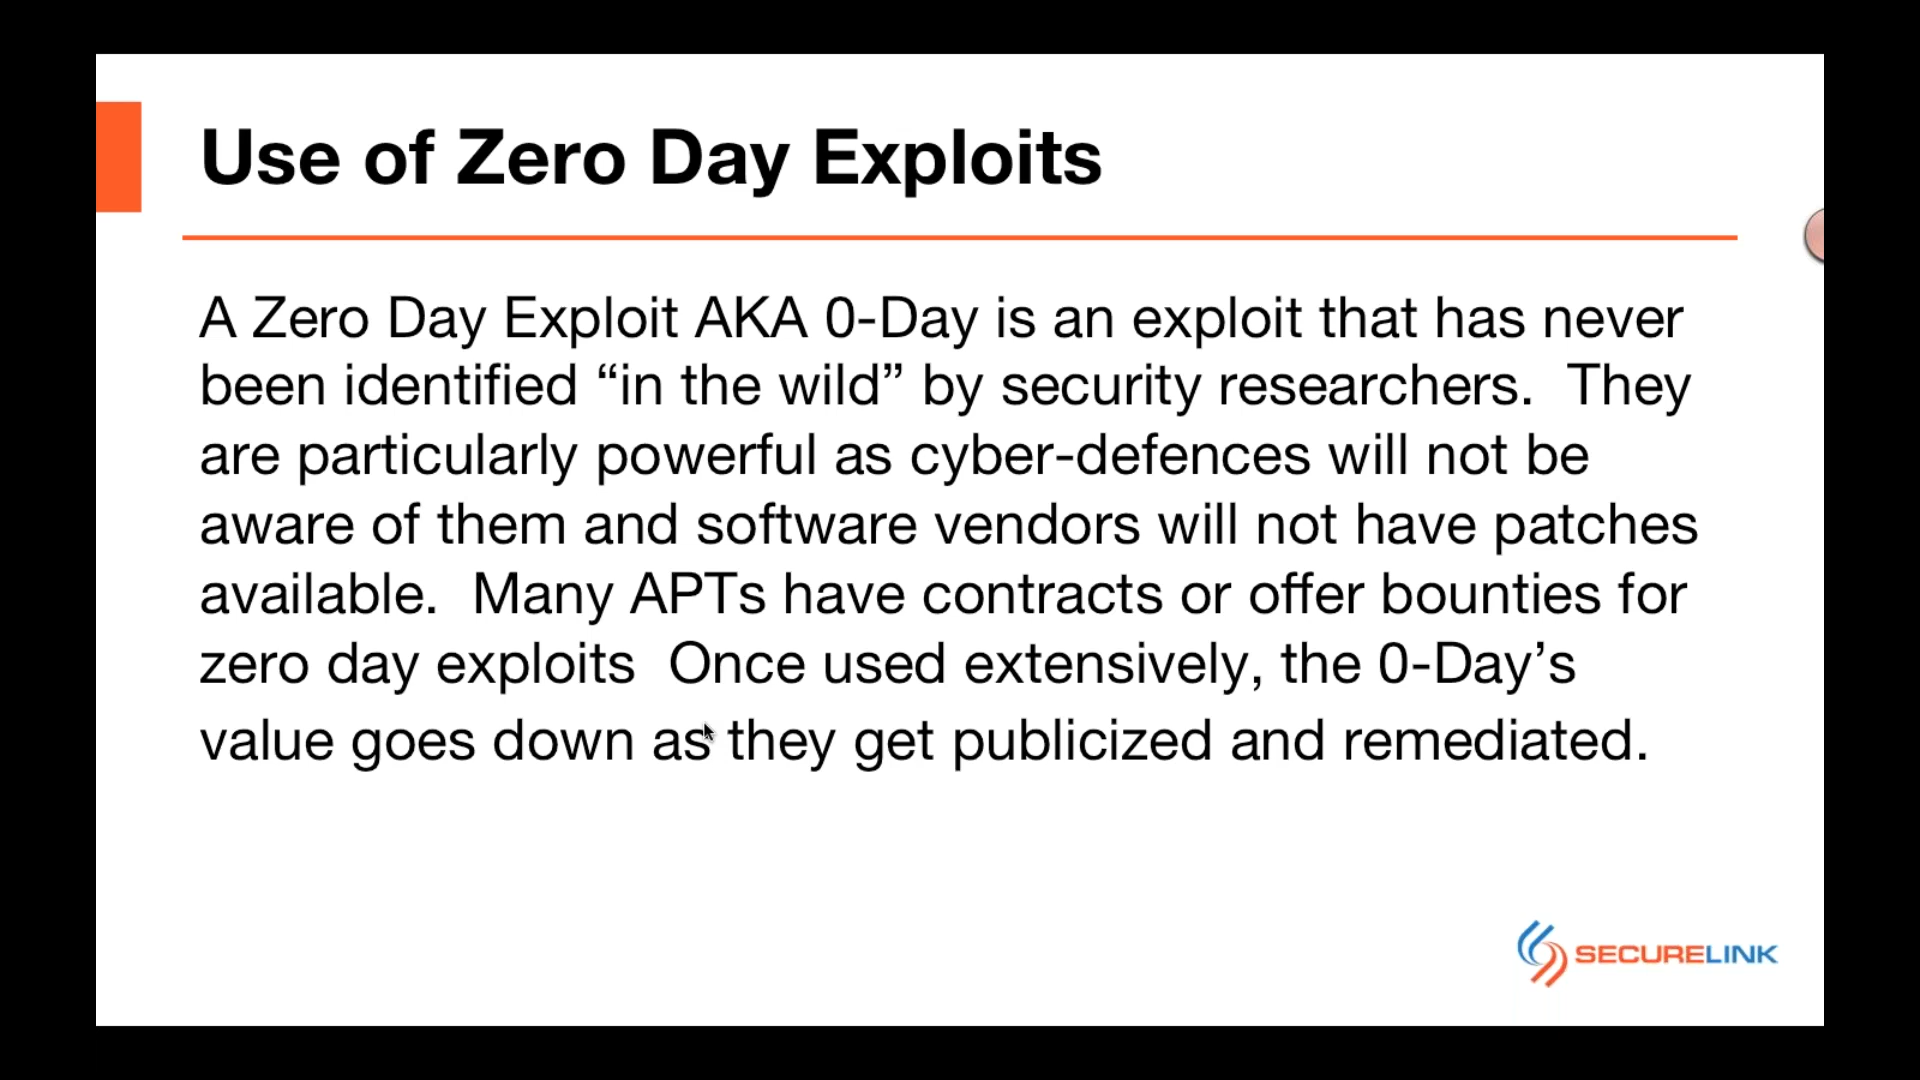 Use of Zero Day Exploits
A Zero Day Exploit AKA 0-Day is an exploit that has never
been identified “in the wild” by security researchers.  They
are particularly powerful as cyber-defences will not be
aware of them and software vendors will not have patches
available.  Many APTs have contracts or offer bounties for
zero day exploits  Once used extensively, the 0-Day’s
value goes down as they get publicized and remediated.
SECURELINK